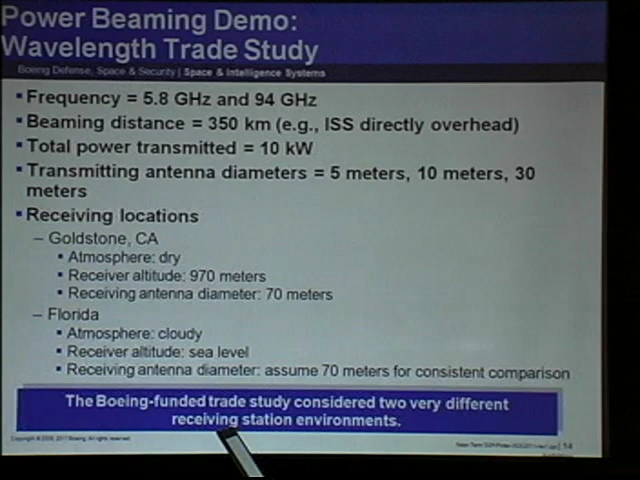 Power Beaming Demo:
Wavelength Trade Study
Boeing Defense, Space & Security | Space & Intelligence Systems
▪ Frequency = 5.8 GHz and 94 GHz
▪ Beaming distance = 350 km (e.g., ISS directly overhead)
▪ Total power transmitted = 10 kW
▪ Transmitting antenna diameters = 5 meters, 10 meters, 30
meters
▪ Receiving locations
– Goldstone, CA
▪ Atmosphere: dry
▪ Receiver altitude: 970 meters
▪ Receiving antenna diameter: 70 meters
– Florida
▪ Atmosphere: cloudy
▪ Receiver altitude: sea level
▪ Receiving antenna diameter: assume 70 meters for consistent comparison
The Boeing-funded trade study considered two very different
receiving station environments.
Boeing. All rights reserved.
14